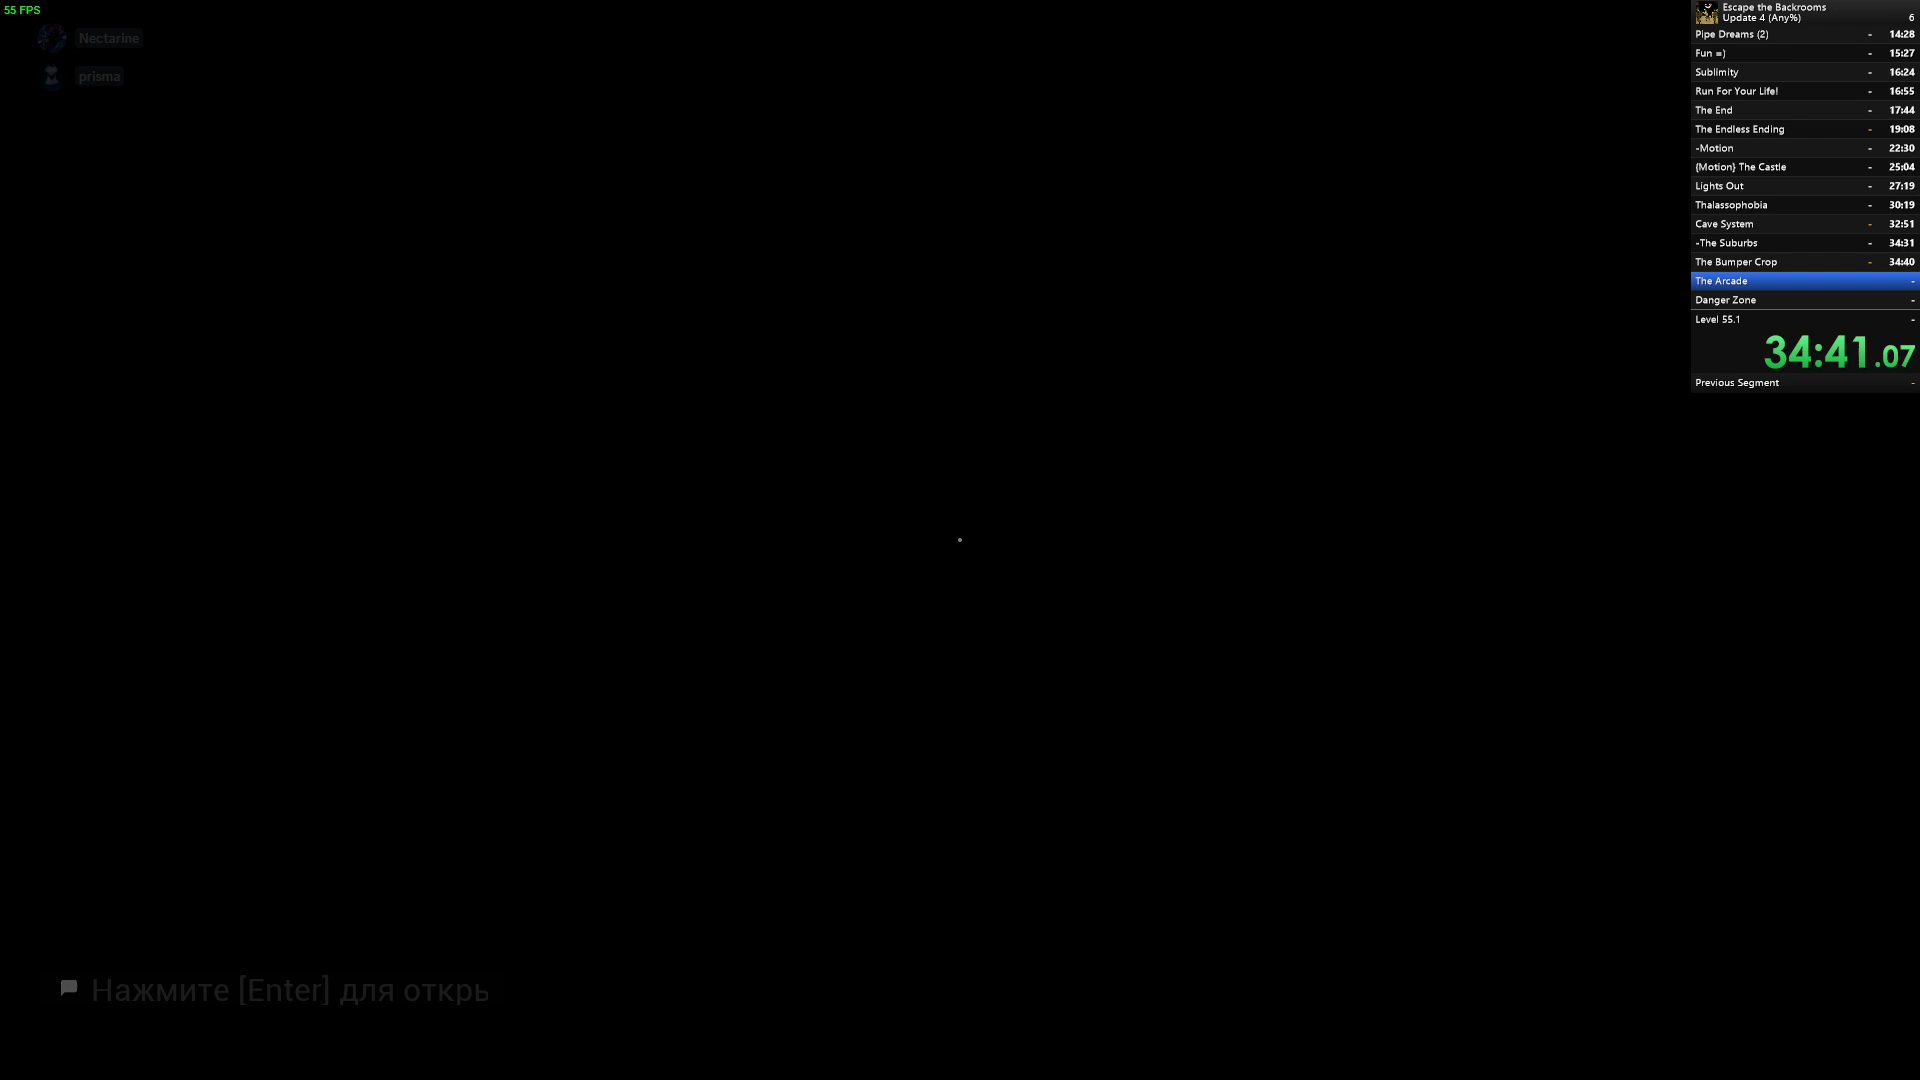 55 FPS
Nectarine
prisma
Escape the Backrooms
Update 4 (Any%) 6
Pipe Dreams (2) - 14:28
Fun =) - 15:27
Sublimity - 16:24
Run For Your Life! - 16:55
The End - 17:44
The Endless Ending - 19:08
-Motion - 22:30
{Motion} The Castle - 25:04
Lights Out - 27:19
Thalassophobia - 30:19
Cave System - 32:51
-The Suburbs - 34:31
The Bumper Crop - 34:40
The Arcade -
Danger Zone -
Level 55.1 -
34:41.07
Previous Segment -
Нажмите [Enter] для откры